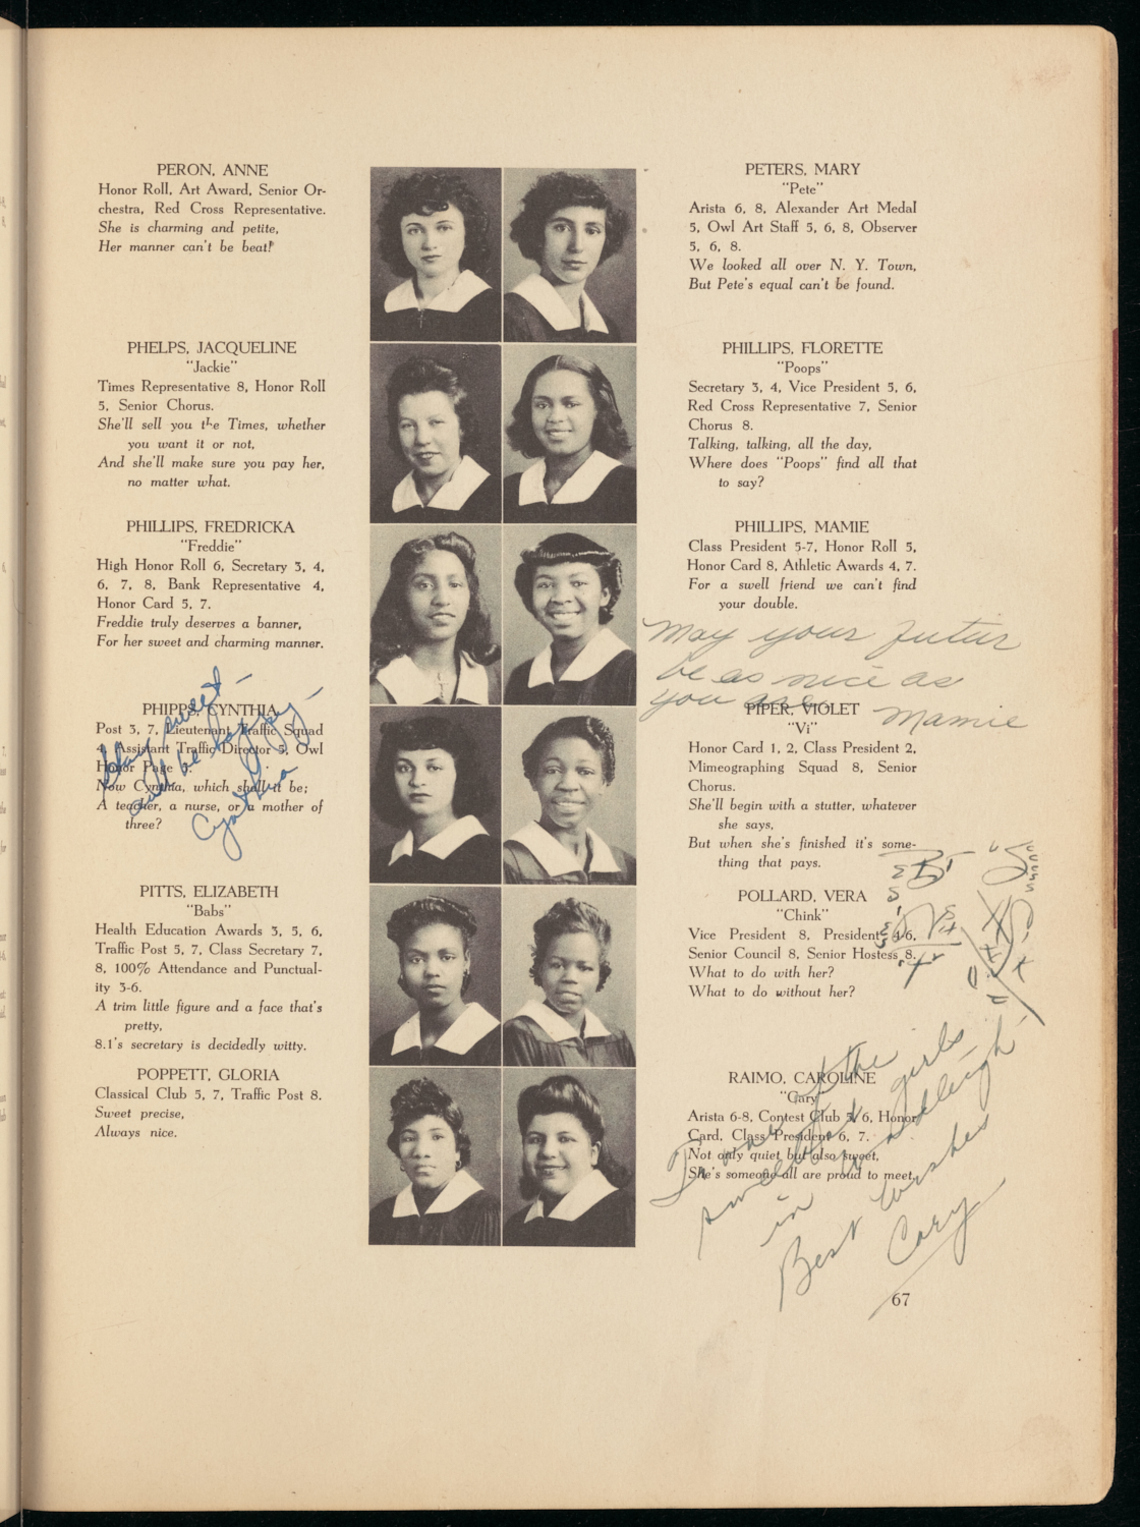 PERON, ANNE
Honor Roll, Art Award, Senior Or-
chestra, Red Cross Representative.
She is charming and petite,
Her manner can't be beat!
PHELPS, JACQUELINE
"Jackie"
Times Representative 8, Honor Roll
5, Senior Chorus.
She'll sell you the Times, whether
you want it or not,
And she'll make sure you pay her,
no matter what.
PHILLIPS, FREDRICKA
"Freddie"
High Honor Roll 6, Secretary 3, 4,
6, 7, 8, Bank Representative 4,
Honor Card 5, 7.
Freddie truly deserves a banner,
For her sweet and charming manner.
PHIPPS, CYNTHIA
Post 3, 7, Lieutenant Traffic Squad
4, Assistant Traffic Director 5, Owl
Honor Page
Now Cynthia, which shall it be;
A teacher, a nurse, or a mother of
three?
Stay sweet
and be happy
Cynthia
PITTS, ELIZABETH
"Babs"
Health Education Awards 3, 5, 6,
Traffic Post 5, 7, Class Secretary 7,
8, 100% Attendance and Punctual-
ity 3-6.
A trim little figure and a face that's
pretty,
8.1's secretary is decidedly witty.
POPPETT, GLORIA
Classical Club 5, 7, Traffic Post 8.
Sweet precise,
Always nice.
PETERS, MARY
"Pete"
Arista 6, 8, Alexander Art Medal
5, Owl Art Staff 5, 6, 8, Observer
5, 6, 8.
We looked all over N. Y. Town,
But Pete's equal can't be found.
PHILLIPS, FLORETTE
"Poops"
Secretary 3, 4, Vice President 5, 6,
Red Cross Representative 7, Senior
Chorus 8.
Talking, talking, all the day,
Where does "Poops" find all that
to say?
PHILLIPS, MAMIE
Class President 5-7, Honor Roll 5,
Honor Card 8, Athletic Awards 4, 7.
For a swell friend we can't find
your double.
May your futur
be as nice as
you are
Mamie
PIPER, VIOLET
"Vi"
Honor Card 1, 2, Class President 2,
Mimeographing Squad 8, Senior
Chorus.
She'll begin with a stutter, whatever
she says,
But when she's finished it's some-
thing that pays.
POLLARD, VERA
"Chink"
Vice President 8, President 4-6,
Senior Council 8, Senior Hostess 8.
What to do with her?
What to do without her?
RAIMO, CAROLINE
"Cary"
Arista 6-8, Contest Club 5, 6, Honor
Card, Class President 6, 7.
Not only quiet but also sweet,
She's someone all are proud to meet.
To one of the
sweetest girls
in Wadleigh
Best Wishes
Cary
67